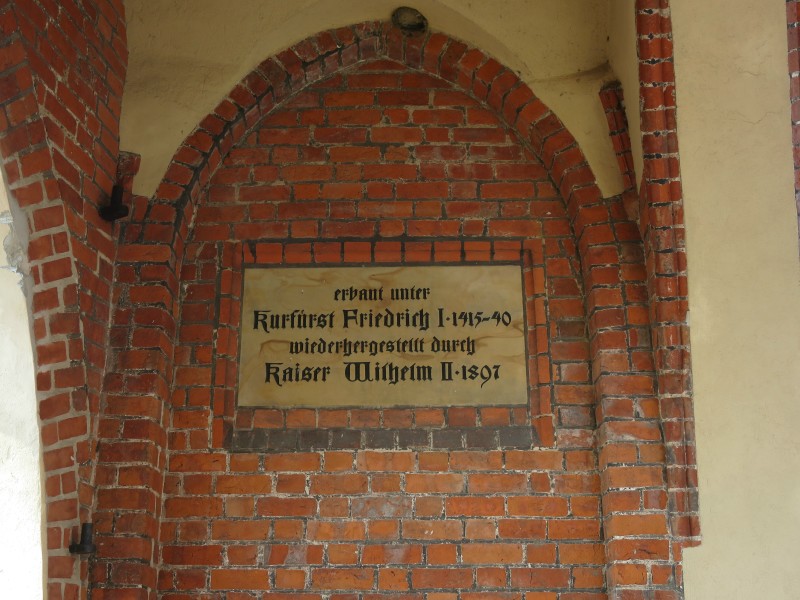 erbaut unter
Kurfürst Friedrich I·1415-40
wiederhergestellt durch
Kaiser Wilhelm II·1897